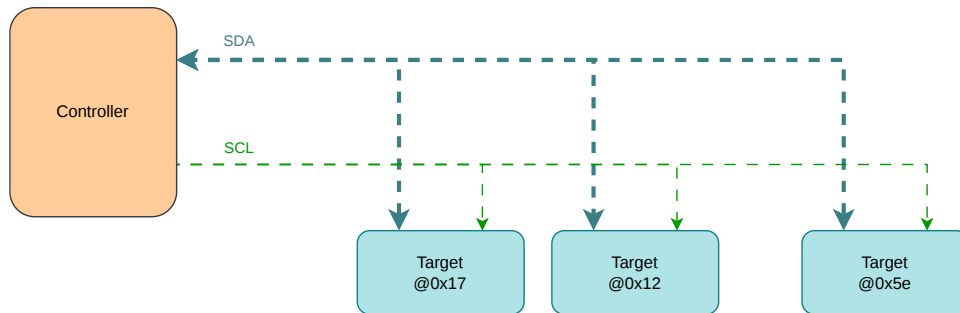 SDA
Controller
SCL
Target
@0x17
Target
@0x12
Target
@0x5e